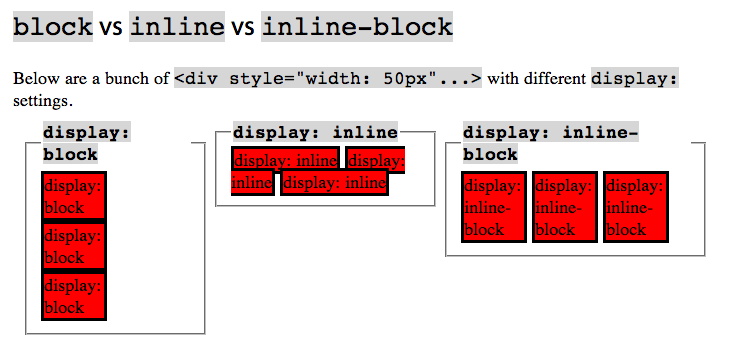 block vs inline vs inline-block
Below are a bunch of <div style="width: 50px"...> with different display:
settings.
display:
block
display:
block
display:
block
display:
block
display: inline
display: inline display:
inline display: inline
display: inline-
block
display: display: display:
inline- inline- inline-
block block block